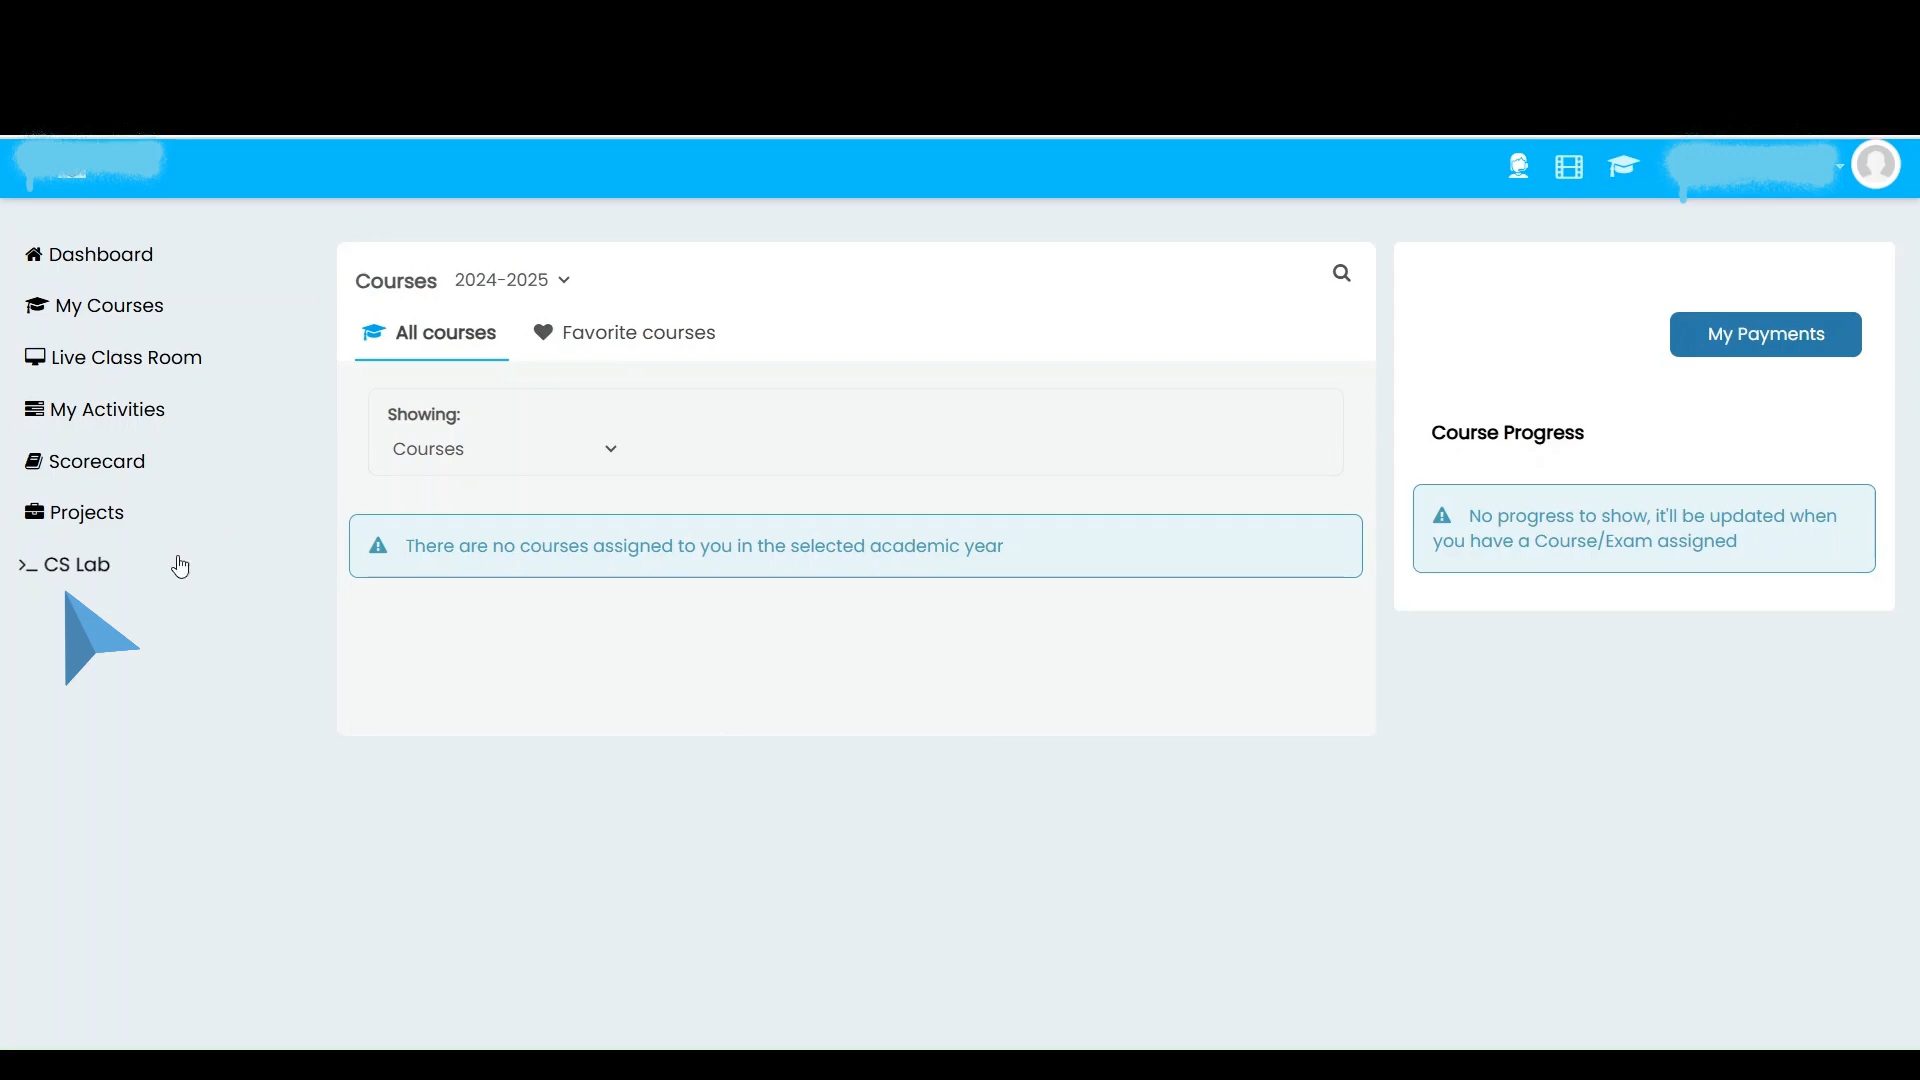 Dashboard
My Courses
Live Class Room
My Activities
Scorecard
Projects
>_ CS Lab
Courses 2024-2025
All courses Favorite courses
Showing:
Courses
There are no courses assigned to you in the selected academic year
My Payments
Course Progress
No progress to show, it'll be updated when
you have a Course/Exam assigned